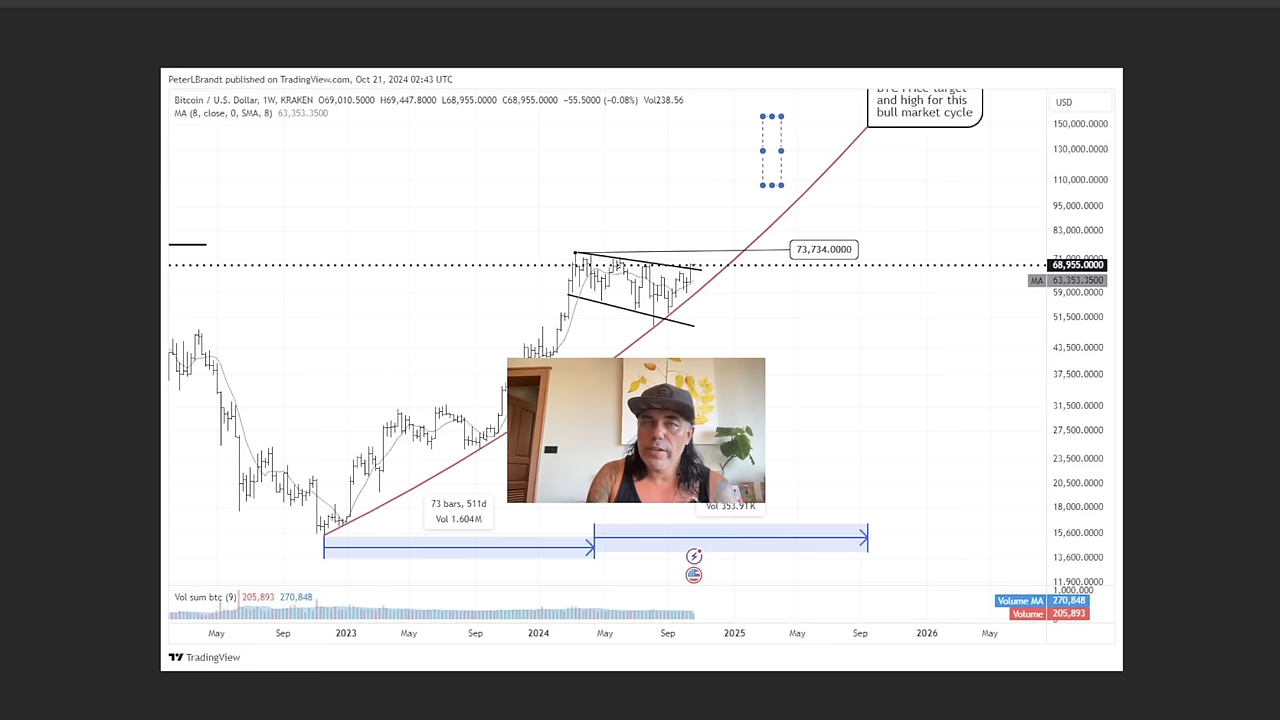 PeterLBrandt published on TradingView.com, Oct 21, 2024 02:43 UTC
Bitcoin / U.S. Dollar, 1W, KRAKEN O69,010.5000 H69,447.8000 L68,955.0000 C68,955.0000 −55.5000 (−0.08%) Vol238.56
MA (8, close, 0, SMA, 8) 63,353.3500
BTC Price target
and high for this
bull market cycle
USD
150,000.0000
130,000.0000
110,000.0000
95,000.0000
83,000.0000
73,734.0000
71,000.0000
68,955.0000
MA 63,353.3500
59,000.0000
51,500.0000
43,500.0000
37,500.0000
31,500.0000
27,500.0000
23,500.0000
20,500.0000
18,000.0000
15,600.0000
13,600.0000
11,900.0000
73 bars, 511d
Vol 1.604M
Vol 353.91K
1,000.000
Vol sum btc (9) 205,893 270,848
Volume MA 270,848
Volume 205,893
May Sep 2023 May Sep 2024 May Sep 2025 May Sep 2026 May
TradingView